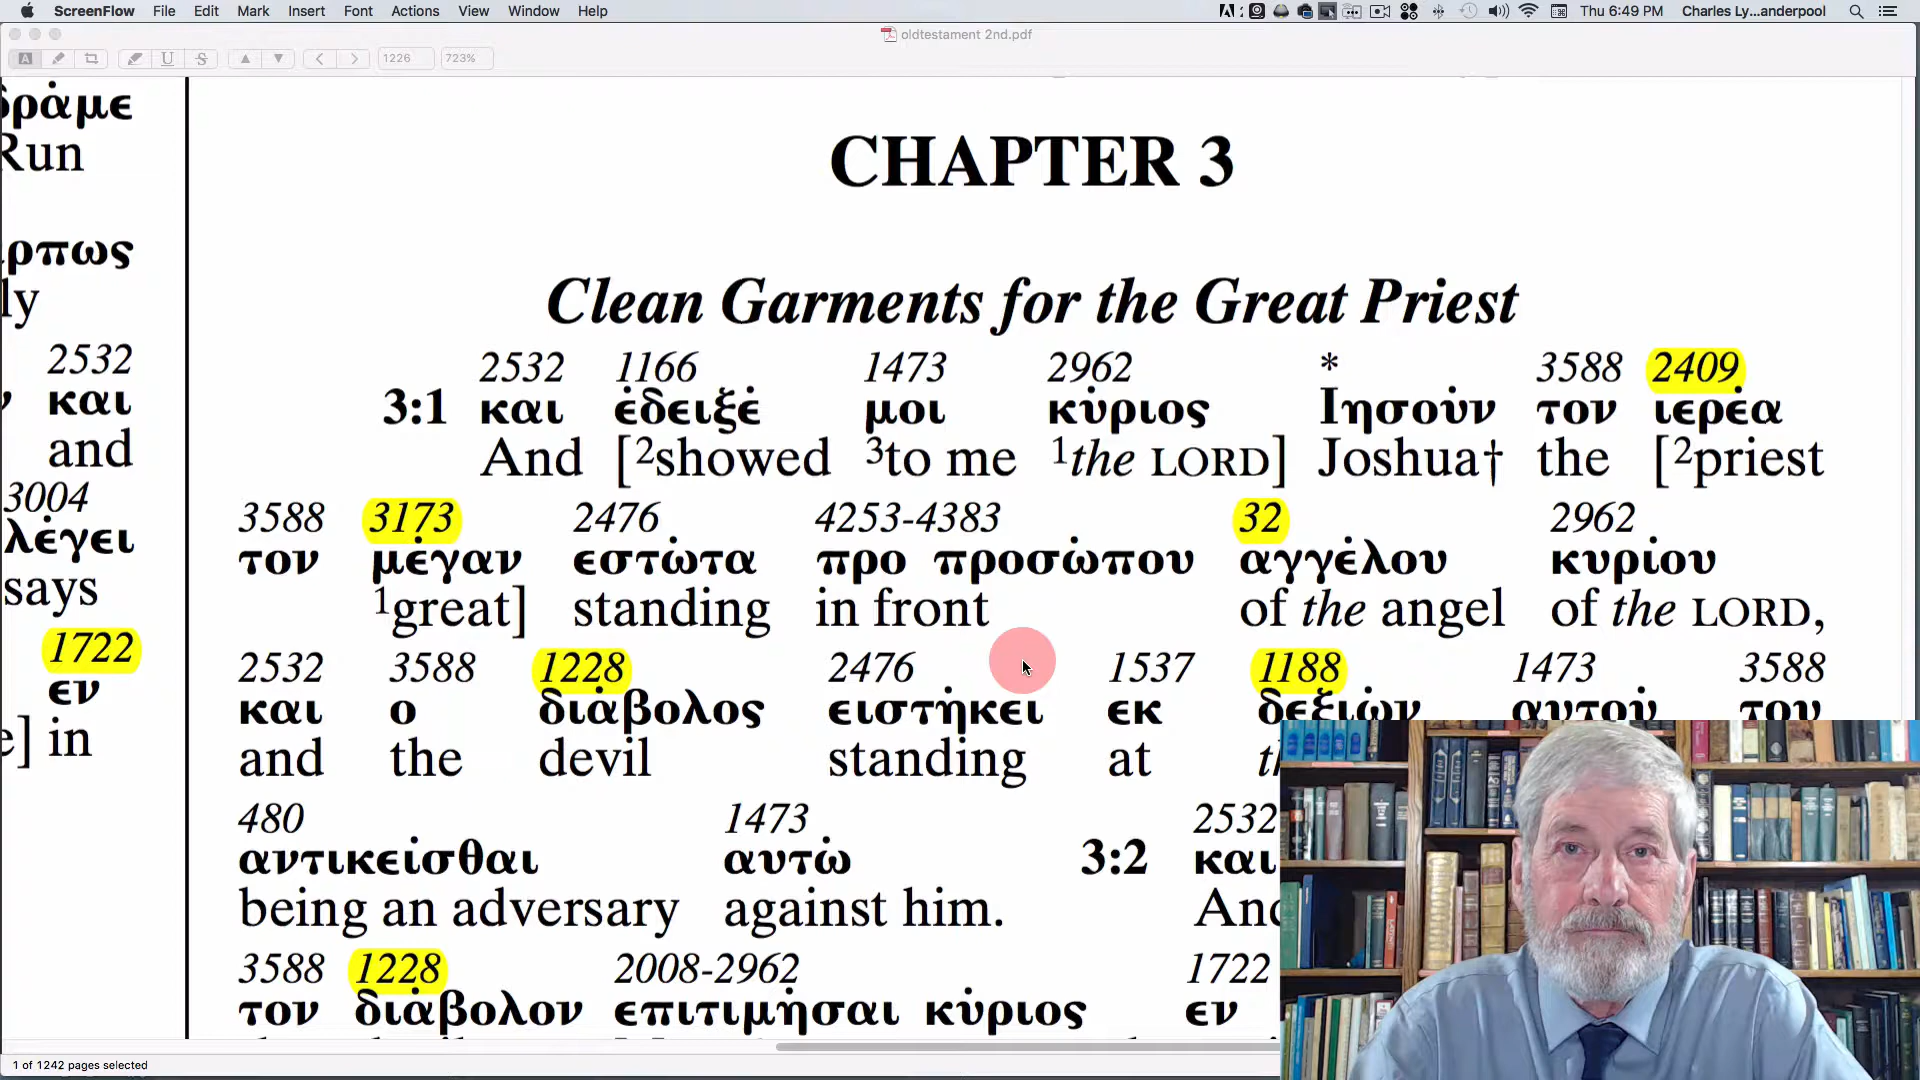 ScreenFlow File Edit Mark Insert Font Actions View Window Help Thu 6:49 PM Charles Ly...anderpool
oldtestament 2nd.pdf
A U S 1226 723%
δράμε
Run
ly
2532
και
and
3004
λέγει
says
1722
εν
in
CHAPTER 3
Clean Garments for the Great Priest
2532 1166 1473 2962 * 3588 2409
3:1 και έδειξέ μοι κύριος Ιησούν τον ιερέα
And [²showed ³to me ¹the LORD] Joshua† the [²priest
3588 3173 2476 4253-4383 32 2962
τον μέγαν εστώτα προ προσώπου αγγέλου κυρίου
¹great] standing in front of the angel of the LORD,
2532 3588 1228 2476 1537 1188 1473 3588
και ο διάβολος ειστήκει εκ δεξιών αυτού του
and the devil standing at
480 1473 2532
αντικείσθαι αυτώ 3:2 και
being an adversary against him.
3588 1228 2008-2962 1722
τον διάβολον επιτιμήσαι κύριος εν
1 of 1242 pages selected